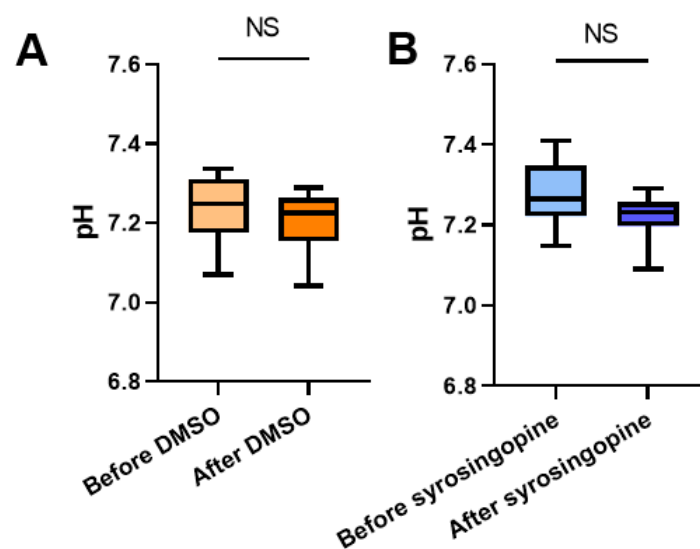 A
NS
7.6
7.4
7.2
7.0
6.8
pH
Before DMSO
After DMSO
B
NS
7.6
7.4
7.2
7.0
6.8
pH
Before syrosingopine
After syrosingopine